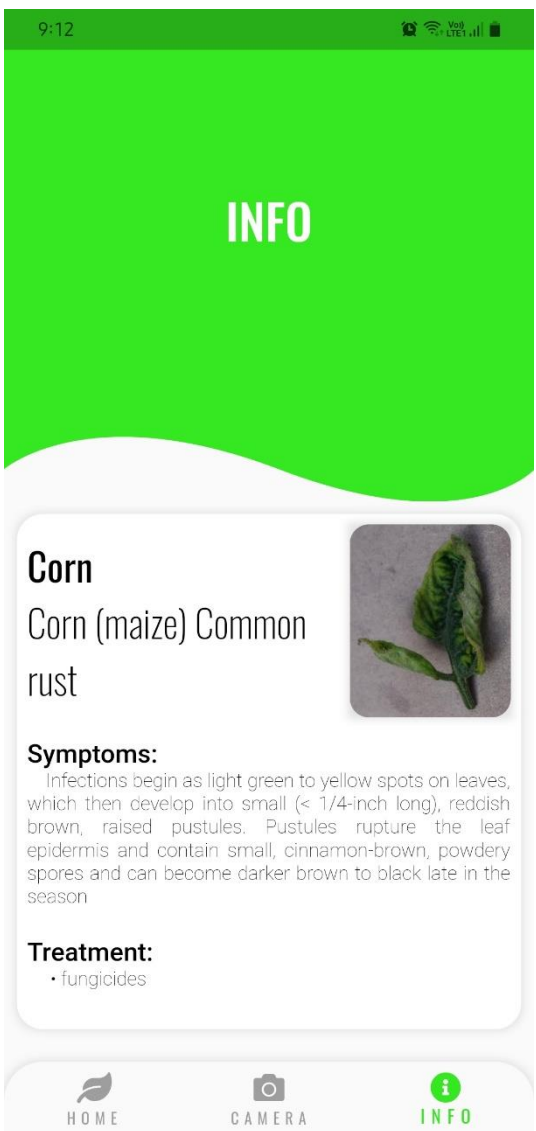 9:12
Vo))
LTE1
INFO
Corn
Corn (maize) Common
rust
Symptoms:
Infections begin as light green to yellow spots on leaves,
which then develop into small (< 1/4-inch long), reddish
brown, raised pustules. Pustules rupture the leaf
epidermis and contain small, cinnamon-brown, powdery
spores and can become darker brown to black late in the
season
Treatment:
• fungicides
HOME
CAMERA
INFO